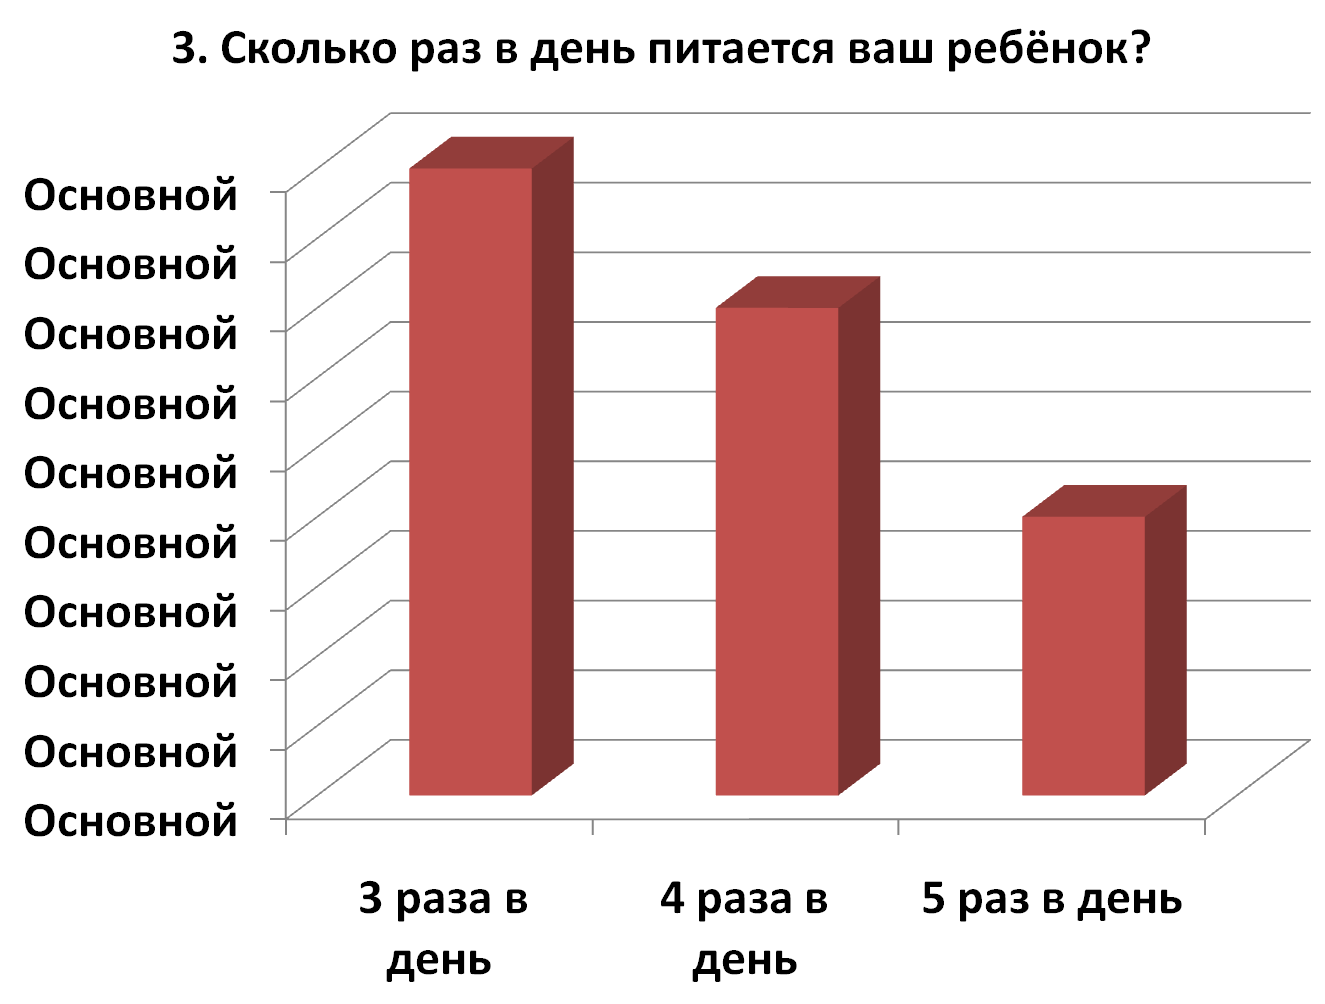 3. Сколько раз в день питается ваш ребёнок?
Основной
Основной
Основной
Основной
Основной
Основной
Основной
Основной
Основной
Основной
3 раза в
день
4 раза в
день
5 раз в день